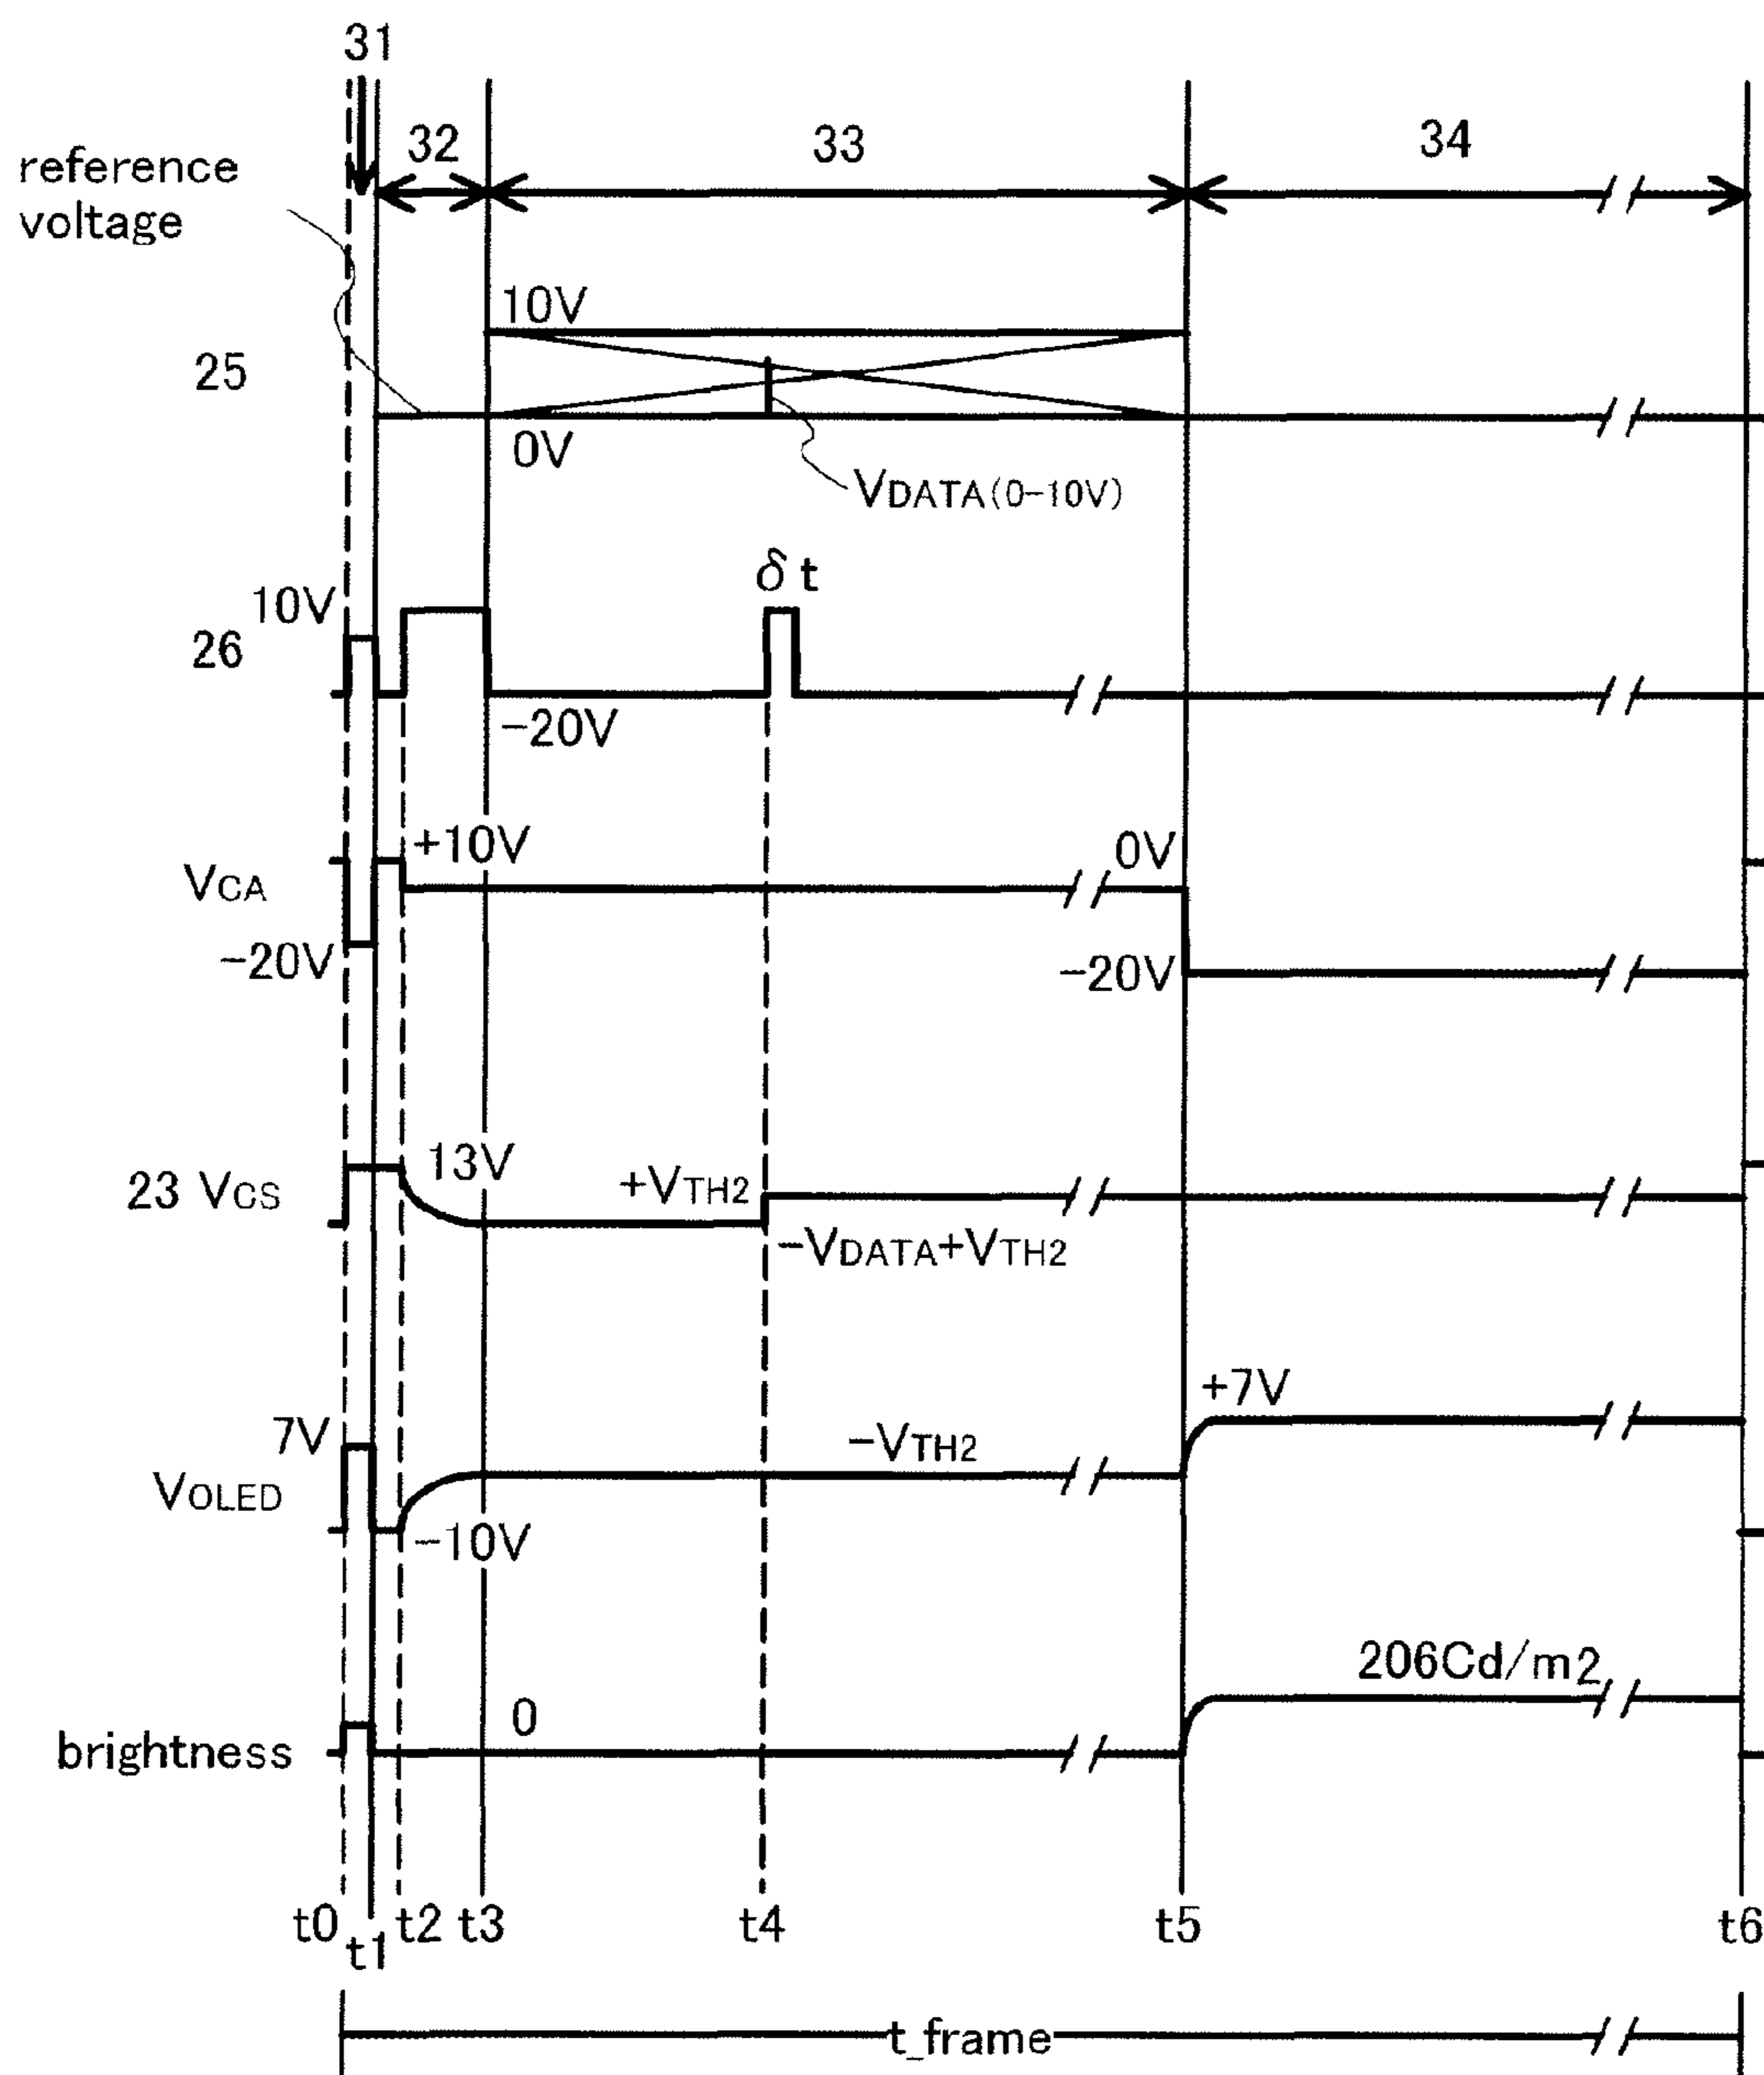 31
32
33
34
reference
voltage
10V
25
0V
VDATA(0-10V)
δt
10V
26
-20V
+10V
0V
VCA
-20V
-20V
13V
+VTH2
23 VCS
-VDATA+VTH2
+7V
7V
-VTH2
VOLED
-10V
206Cd/m2
0
brightness
t0
t1
t2
t3
t4
t5
t6
t_frame